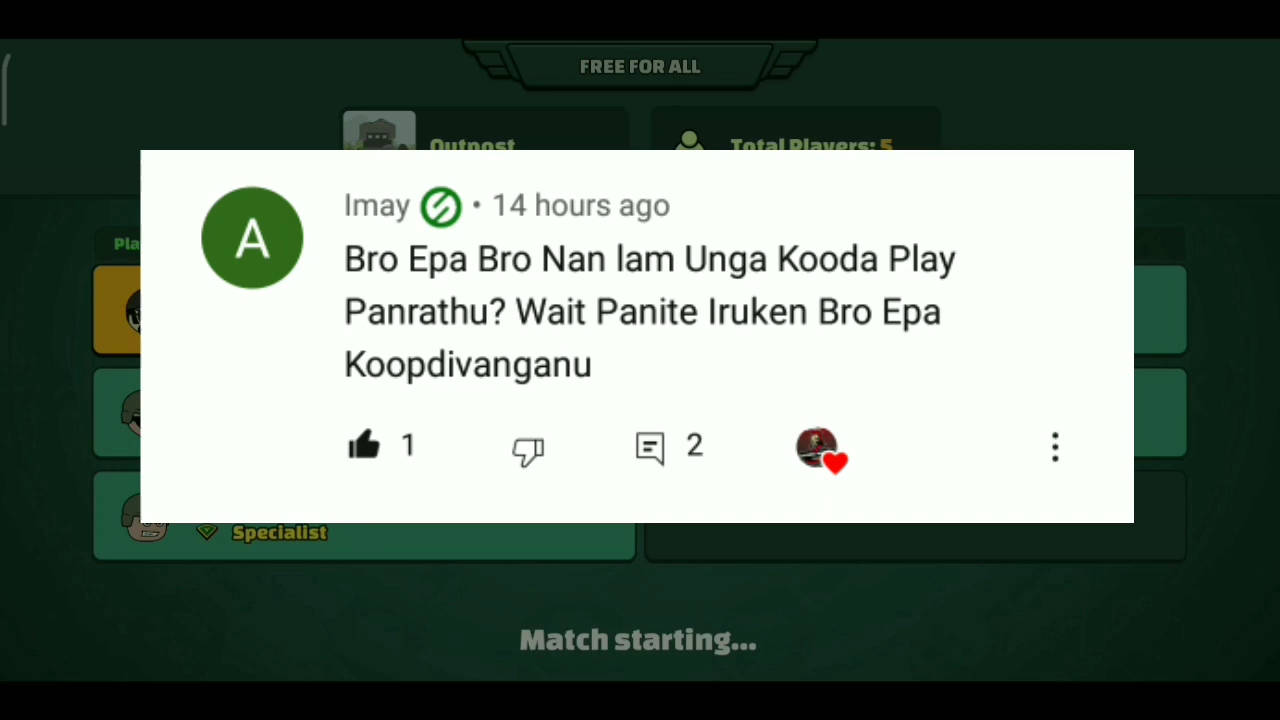 FREE FOR ALL
Outpost
Total Players: 5
Pla
Imay • 14 hours ago
Bro Epa Bro Nan lam Unga Kooda Play
Panrathu? Wait Panite Iruken Bro Epa
Koopdivanganu
1
2
Specialist
Match starting...